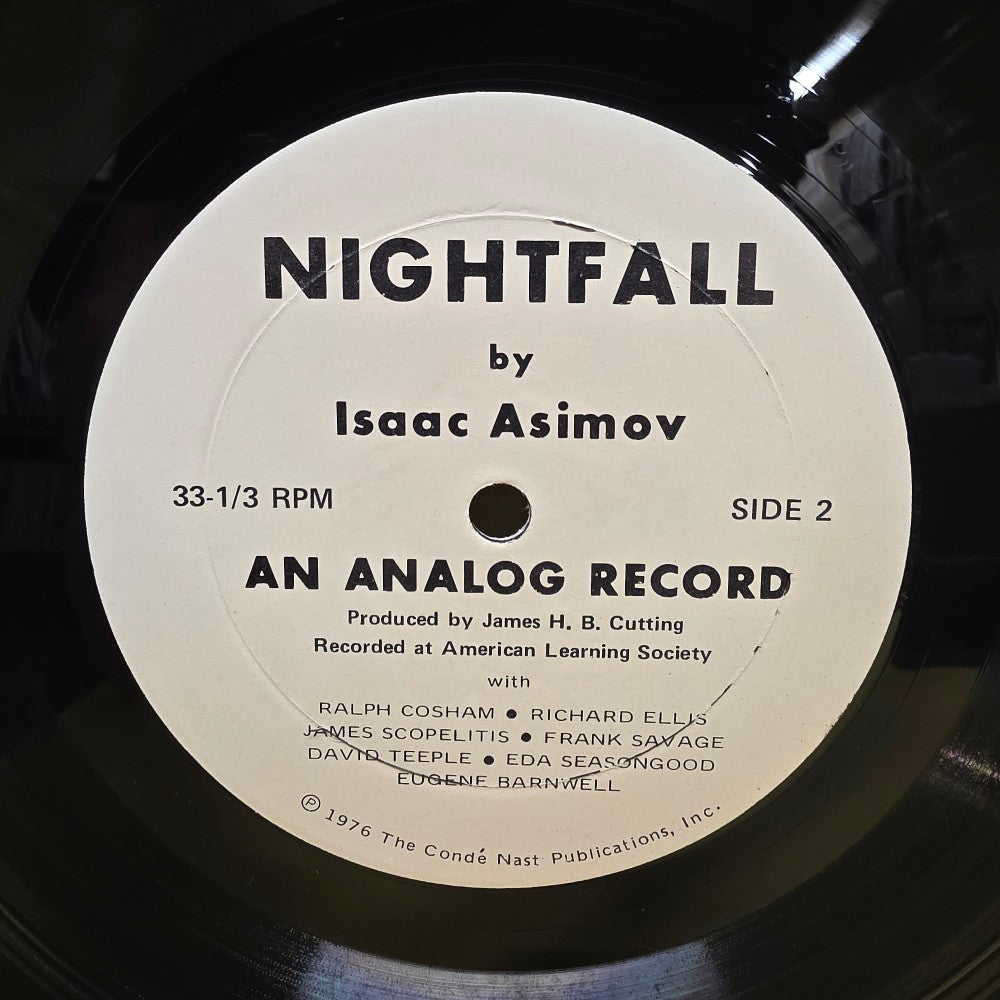 NIGHTFALL
by
Isaac Asimov
33-1/3 RPM
SIDE 2
AN ANALOG RECORD
Produced by James H. B. Cutting
Recorded at American Learning Society
with
RALPH COSHAM ● RICHARD ELLIS
JAMES SCOPELITIS ● FRANK SAVAGE
DAVID TEEPLE ● EDA SEASONGOOD
EUGENE BARNWELL
℗ 1976 The Condé Nast Publications, Inc.